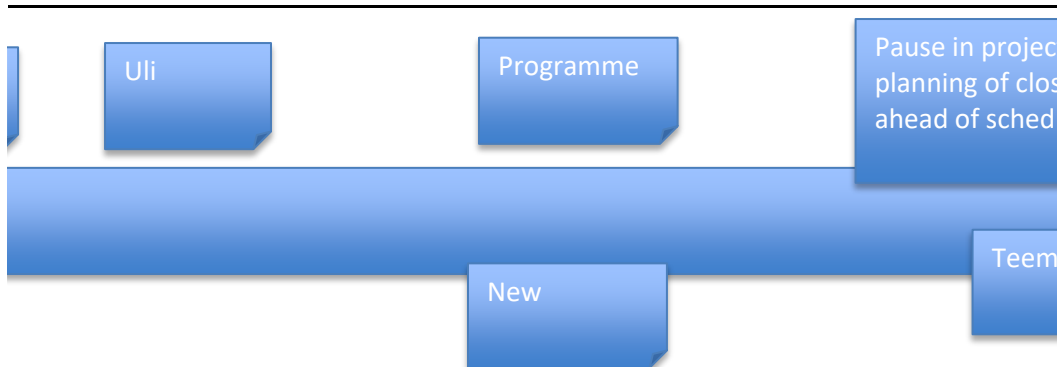 Uli
Programme
Pause in projec
planning of clos
ahead of sched
New
Teem